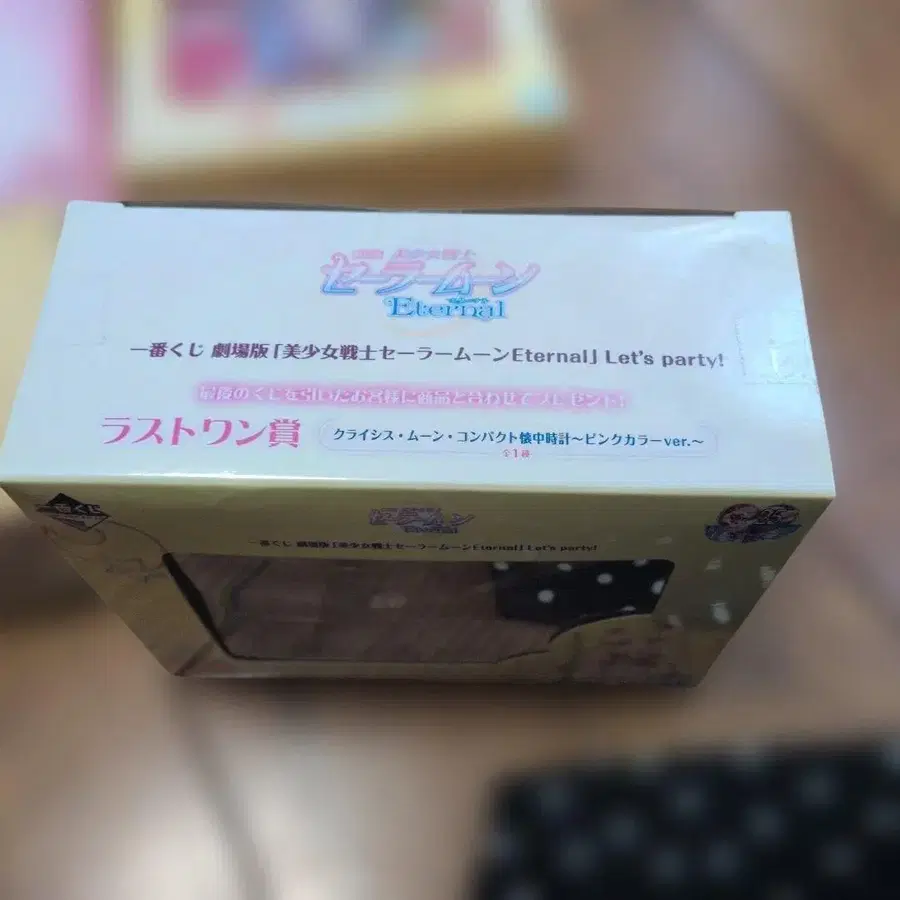 美少女戦士
セーラームーン
Eternal
一番くじ 劇場版「美少女戦士セーラームーンEternal」 Let's party!
最後のくじを引いたお客様に商品と合わせてプレゼント!
ラストワン賞
クライシス・ムーン・コンパクト懐中時計～ピンクカラーver.～
全1種
一番くじ
Eternal
一番くじ 劇場版「美少女戦士セーラームーンEternal」 Let's party!